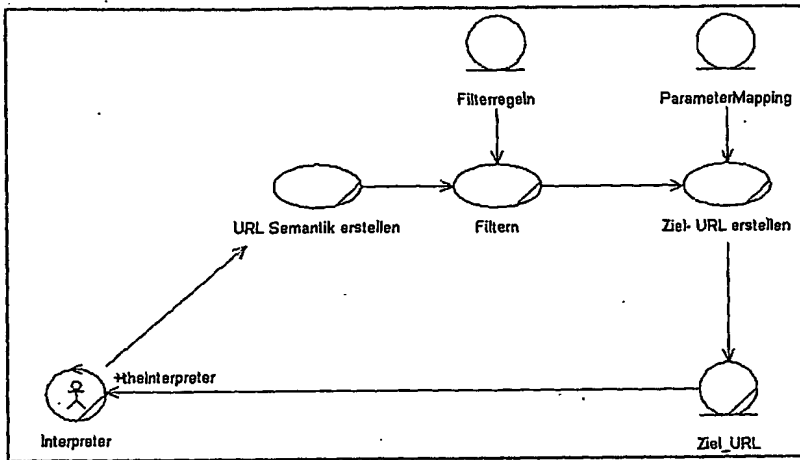 Filterregeln
ParameterMapping
URL Semantik erstellen
Filtern
Ziel- URL erstellen
+theInterpreter
Interpreter
Ziel_URL